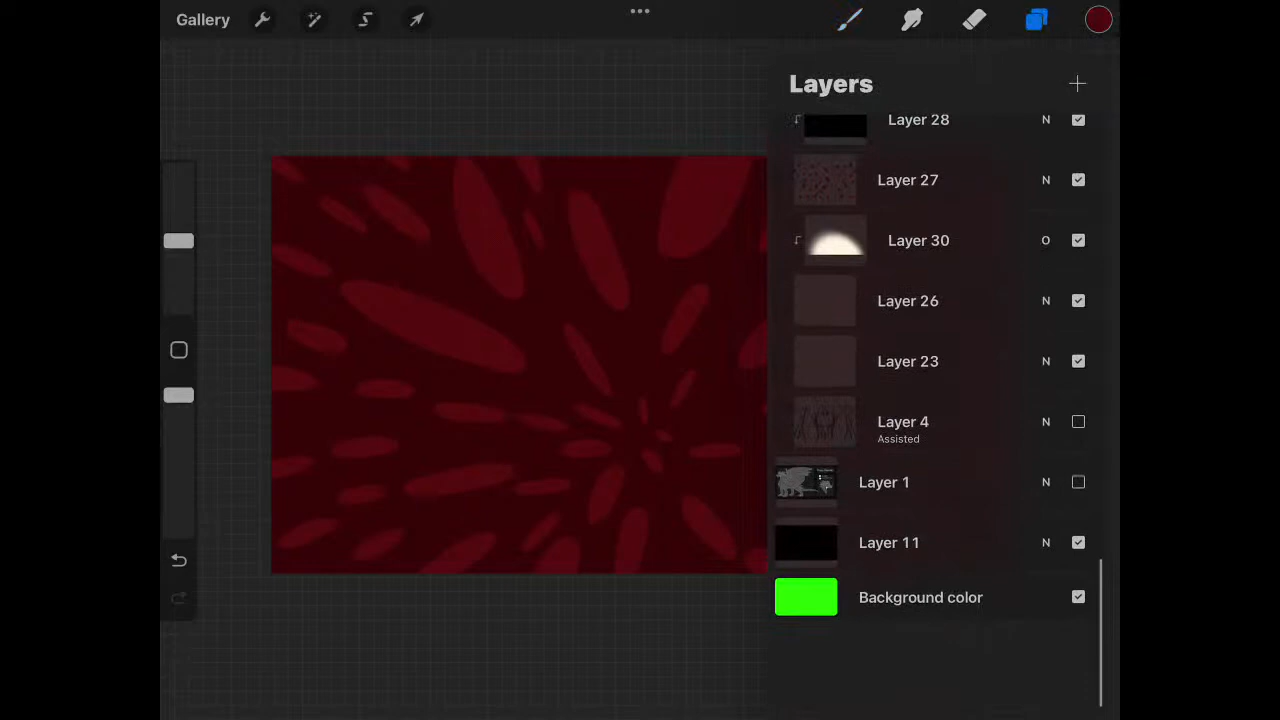 Gallery
Layers
Layer 28 N
Layer 27 N
Layer 30 O
Layer 26 N
Layer 23 N
Layer 4 N
Assisted
Layer 1 N
Layer 11 N
Background color